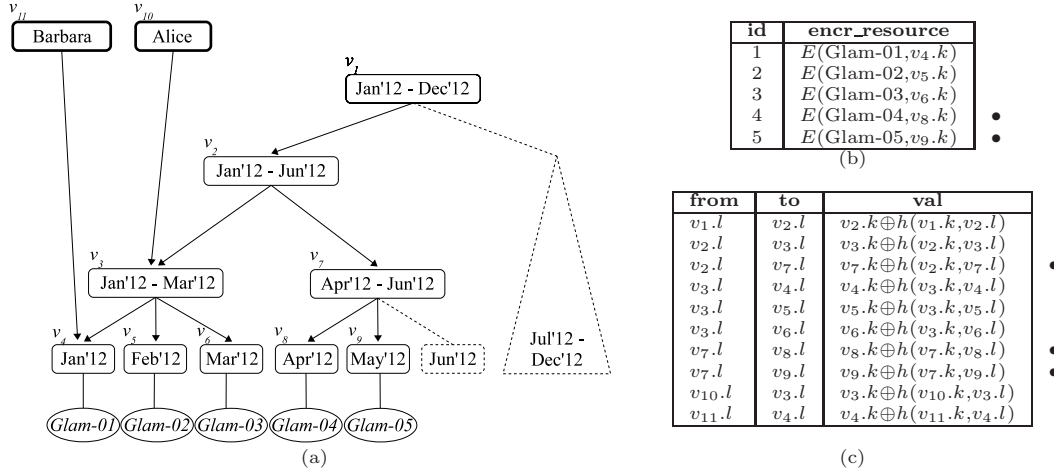 v11
Barbara
v10
Alice
v1
Jan'12 - Dec'12
v2
Jan'12 - Jun'12
v3
Jan'12 - Mar'12
v7
Apr'12 - Jun'12
v4
Jan'12
v5
Feb'12
v6
Mar'12
v8
Apr'12
v9
May'12
Jun'12
Jul'12 -
Dec'12
Glam-01
Glam-02
Glam-03
Glam-04
Glam-05
(a)
id encr_resource
1 E(Glam-01,v4.k)
2 E(Glam-02,v5.k)
3 E(Glam-03,v6.k)
4 E(Glam-04,v8.k) •
5 E(Glam-05,v9.k) •
(b)
from to val
v1.l v2.l v2.k⊕h(v1.k,v2.l)
v2.l v3.l v3.k⊕h(v2.k,v3.l)
v2.l v7.l v7.k⊕h(v2.k,v7.l) •
v3.l v4.l v4.k⊕h(v3.k,v4.l)
v3.l v5.l v5.k⊕h(v3.k,v5.l)
v3.l v6.l v6.k⊕h(v3.k,v6.l)
v7.l v8.l v8.k⊕h(v7.k,v8.l) •
v7.l v9.l v9.k⊕h(v7.k,v9.l) •
v10.l v3.l v3.k⊕h(v10.k,v3.l)
v11.l v4.l v4.k⊕h(v11.k,v4.l)
(c)